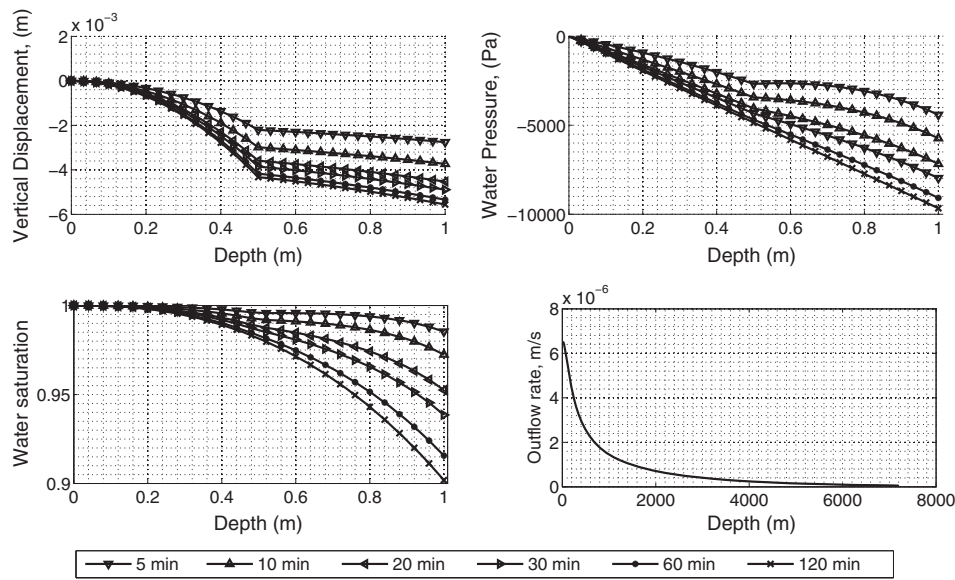 x 10⁻³
2
0
−2
−4
−6
0 0.2 0.4 0.6 0.8 1
Vertical Displacement, (m)
Depth (m)
0
−5000
−10000
0 0.2 0.4 0.6 0.8 1
Water Pressure, (Pa)
Depth (m)
1
0.95
0.9
0 0.2 0.4 0.6 0.8 1
Water saturation
Depth (m)
x 10⁻⁶
8
6
4
2
0
0 2000 4000 6000 8000
Outflow rate, m/s
Depth (m)
5 min 10 min 20 min 30 min 60 min 120 min